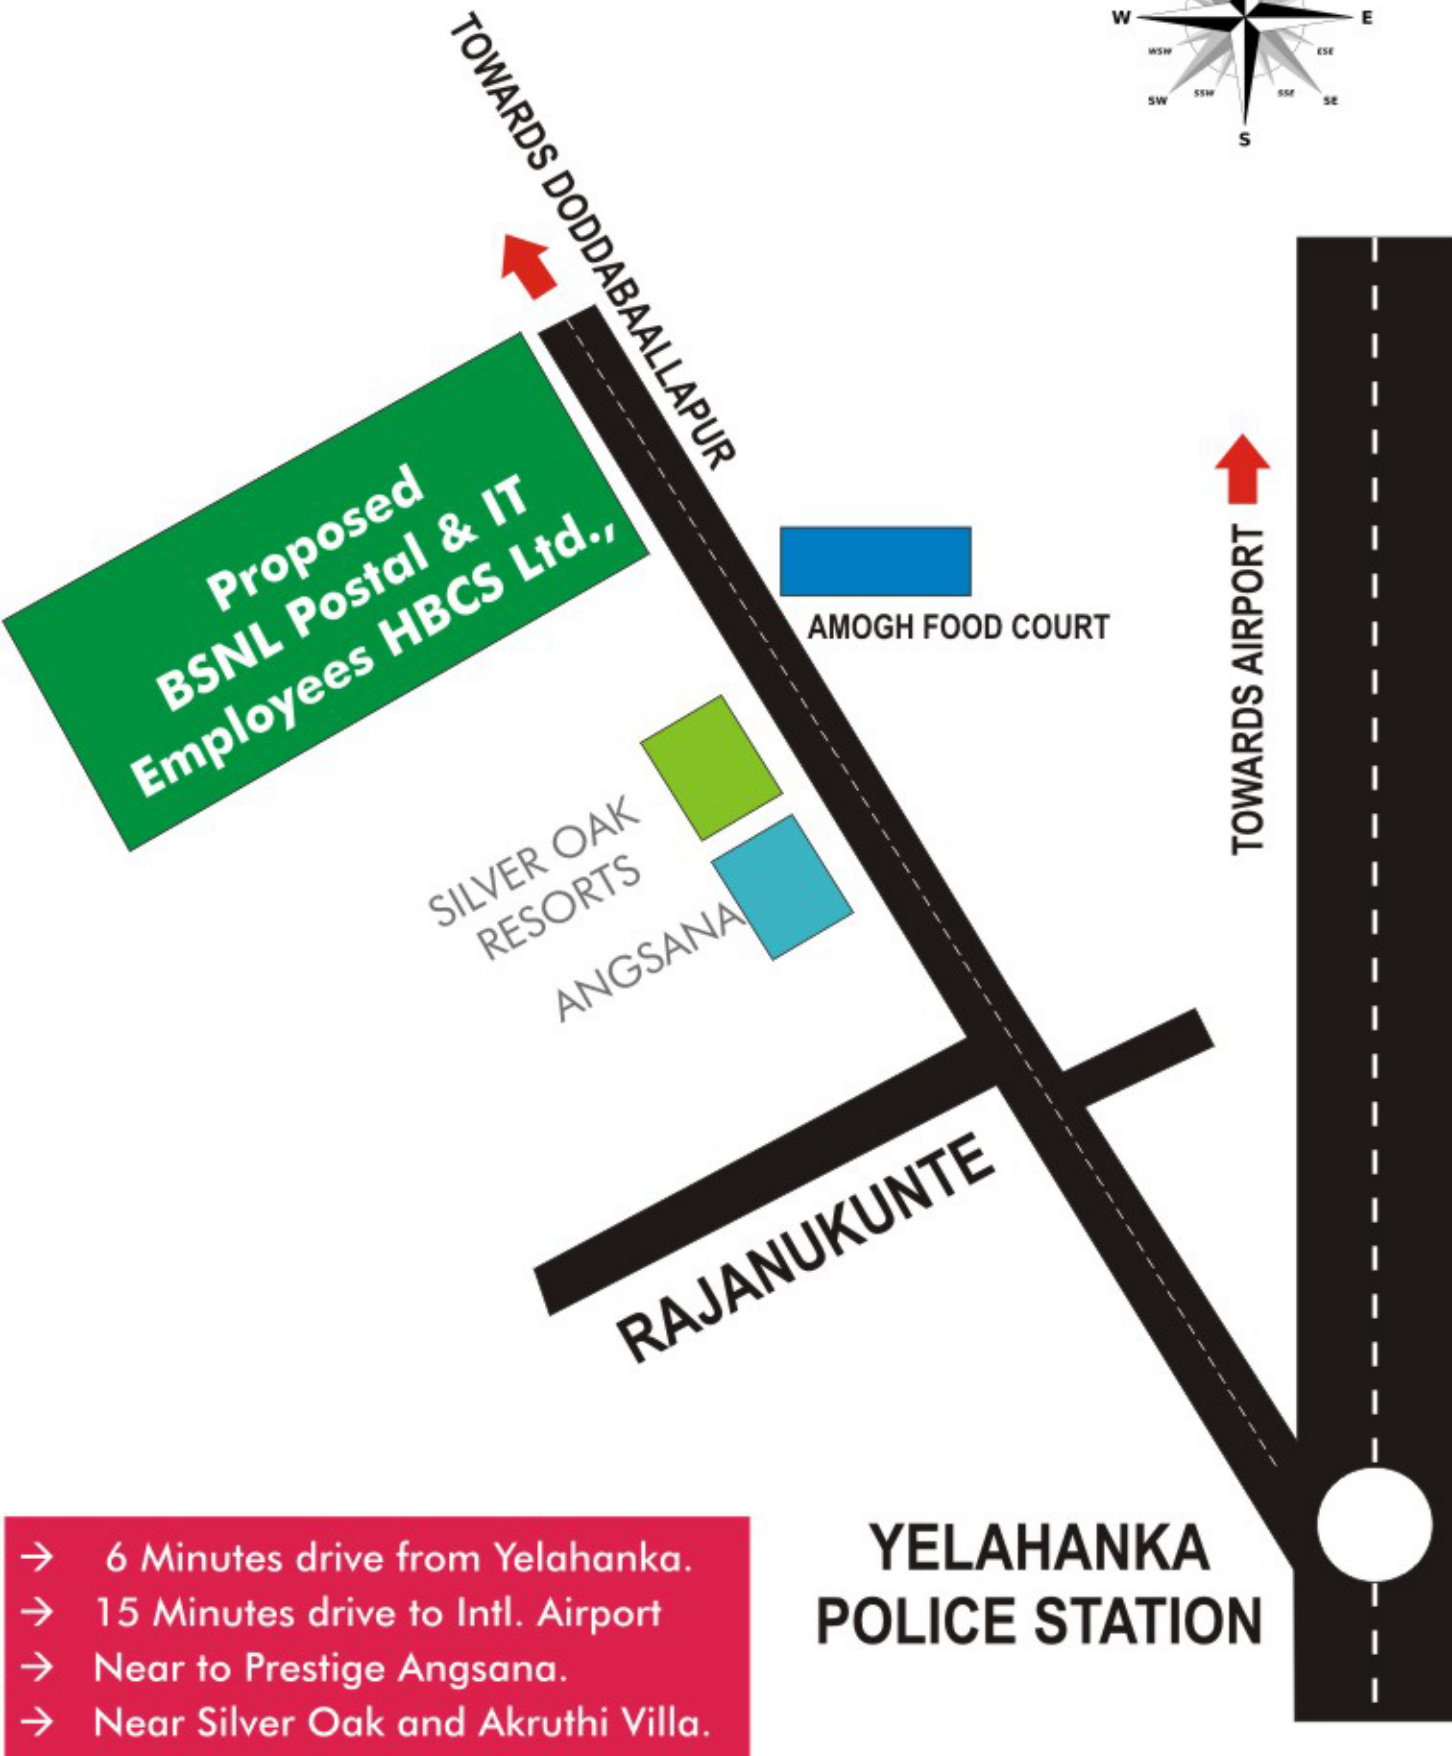 W
E
WSW
ESE
SW
SSW
SSE
SE
S
TOWARDS DODDABAALLAPUR
Proposed
BSNL Postal & IT
Employees HBCS Ltd.,
AMOGH FOOD COURT
TOWARDS AIRPORT
SILVER OAK
RESORTS
ANGSANA
RAJANUKUNTE
YELAHANKA
POLICE STATION
→ 6 Minutes drive from Yelahanka.
→ 15 Minutes drive to Intl. Airport
→ Near to Prestige Angsana.
→ Near Silver Oak and Akruthi Villa.